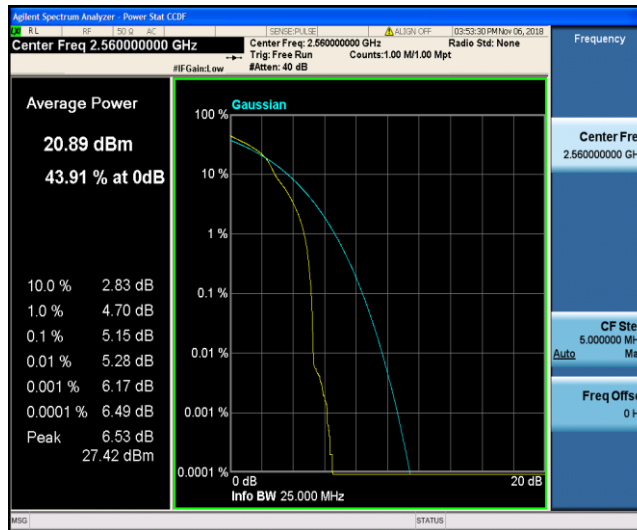 Agilent Spectrum Analyzer - Power Stat CCDF
RL RF 50 Ω AC SENSE:PULSE ALIGN OFF 03:53:30 PM Nov 06, 2018
Center Freq 2.560000000 GHz
Center Freq: 2.560000000 GHz Radio Std: None
Trig: Free Run Counts:1.00 M/1.00 Mpt
#IFGain:Low #Atten: 40 dB
Frequency
Average Power
20.89 dBm
43.91 % at 0dB
10.0 % 2.83 dB
1.0 % 4.70 dB
0.1 % 5.15 dB
0.01 % 5.28 dB
0.001 % 6.17 dB
0.0001 % 6.49 dB
Peak 6.53 dB
27.42 dBm
Gaussian
100 %
10 %
1 %
0.1 %
0.01 %
0.001 %
0.0001 %
0 dB 20 dB
Info BW 25.000 MHz
Center Fre
2.560000000 GH
CF Ste
5.000000 MH
Auto Ma
Freq Offse
0 H
MSG STATUS